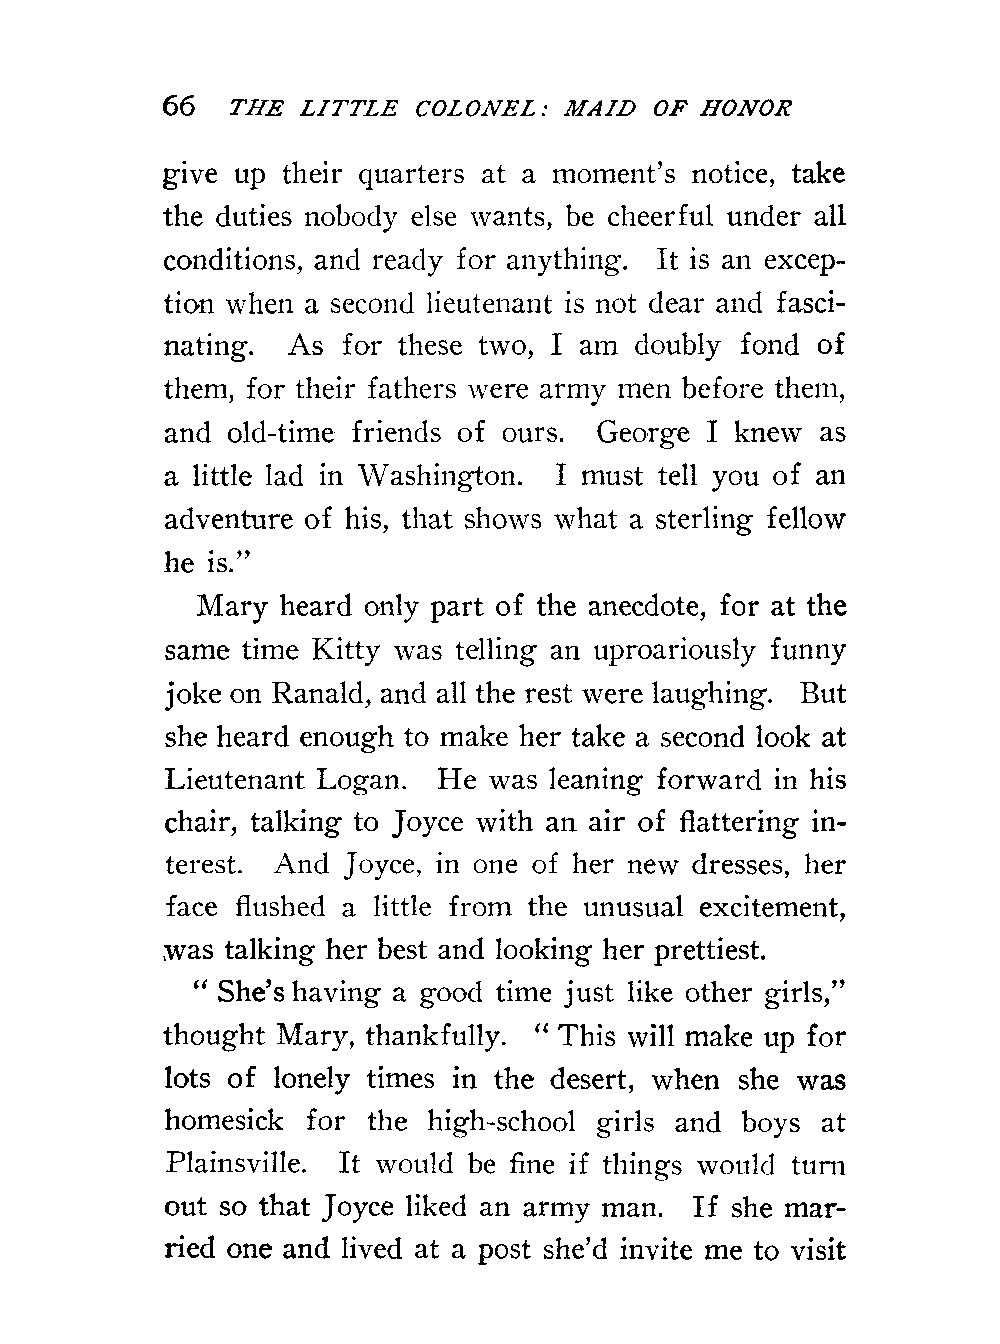 66 THE LITTLE COLONEL: MAID OF HONOR
give up their quarters at a moment's notice, take
the duties nobody else wants, be cheerful under all
conditions, and ready for anything. It is an excep-
tion when a second lieutenant is not dear and fasci-
nating. As for these two, I am doubly fond of
them, for their fathers were army men before them,
and old-time friends of ours. George I knew as
a little lad in Washington. I must tell you of an
adventure of his, that shows what a sterling fellow
he is."
Mary heard only part of the anecdote, for at the
same time Kitty was telling an uproariously funny
joke on Ranald, and all the rest were laughing. But
she heard enough to make her take a second look at
Lieutenant Logan. He was leaning forward in his
chair, talking to Joyce with an air of flattering in-
terest. And Joyce, in one of her new dresses, her
face flushed a little from the unusual excitement,
was talking her best and looking her prettiest.
" She's having a good time just like other girls,"
thought Mary, thankfully. " This will make up for
lots of lonely times in the desert, when she was
homesick for the high-school girls and boys at
Plainsville. It would be fine if things would turn
out so that Joyce liked an army man. If she mar-
ried one and lived at a post she'd invite me to visit